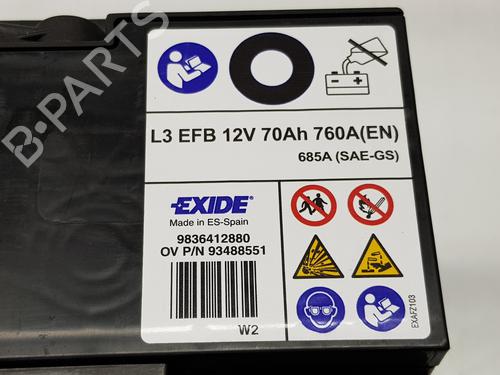 L3 EFB 12V 70Ah 760A(EN)
685A (SAE-GS)
EXIDE
Made in ES-Spain
9836412880
OV P/N 93488551
W2
EXAFZ103
B-PARTS